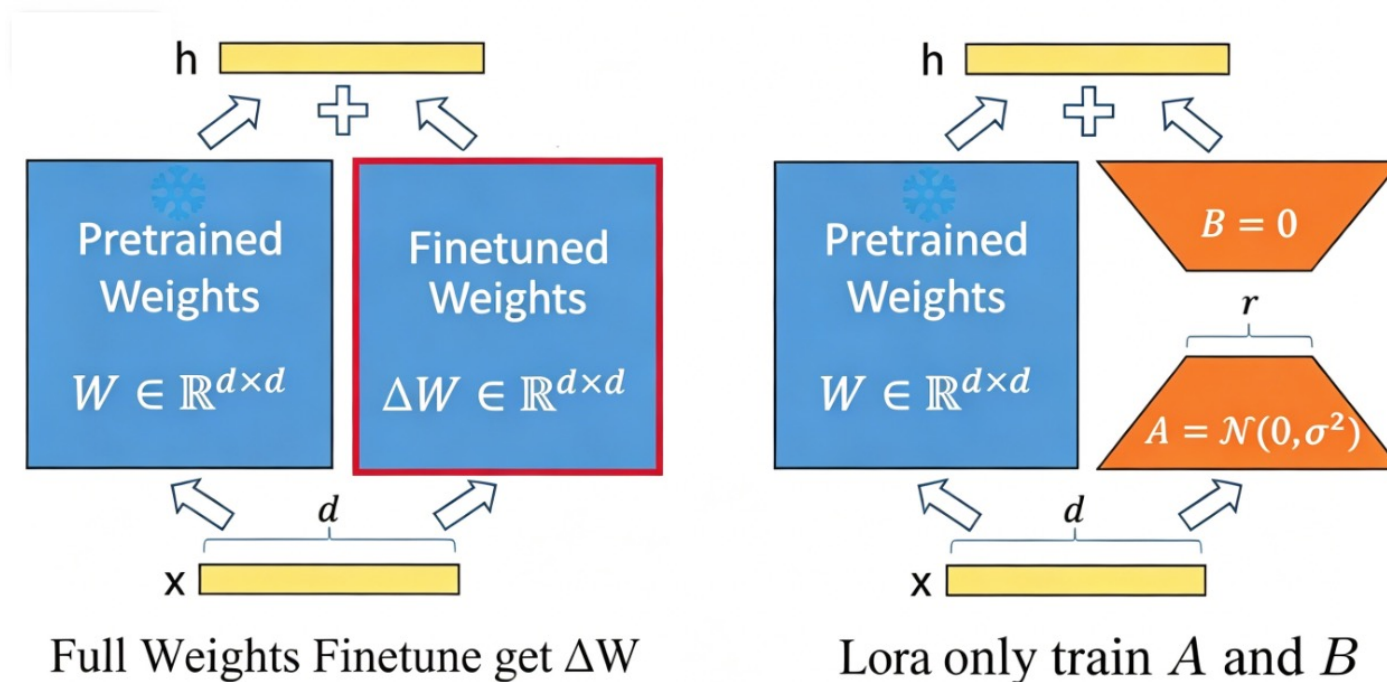 h
Pretrained
Weights
W ∈ ℝ^{d×d}
Finetuned
Weights
ΔW ∈ ℝ^{d×d}
d
x
Full Weights Finetune get ΔW
h
Pretrained
Weights
W ∈ ℝ^{d×d}
B = 0
r
A = 𝒩(0, σ²)
d
x
Lora only train A and B